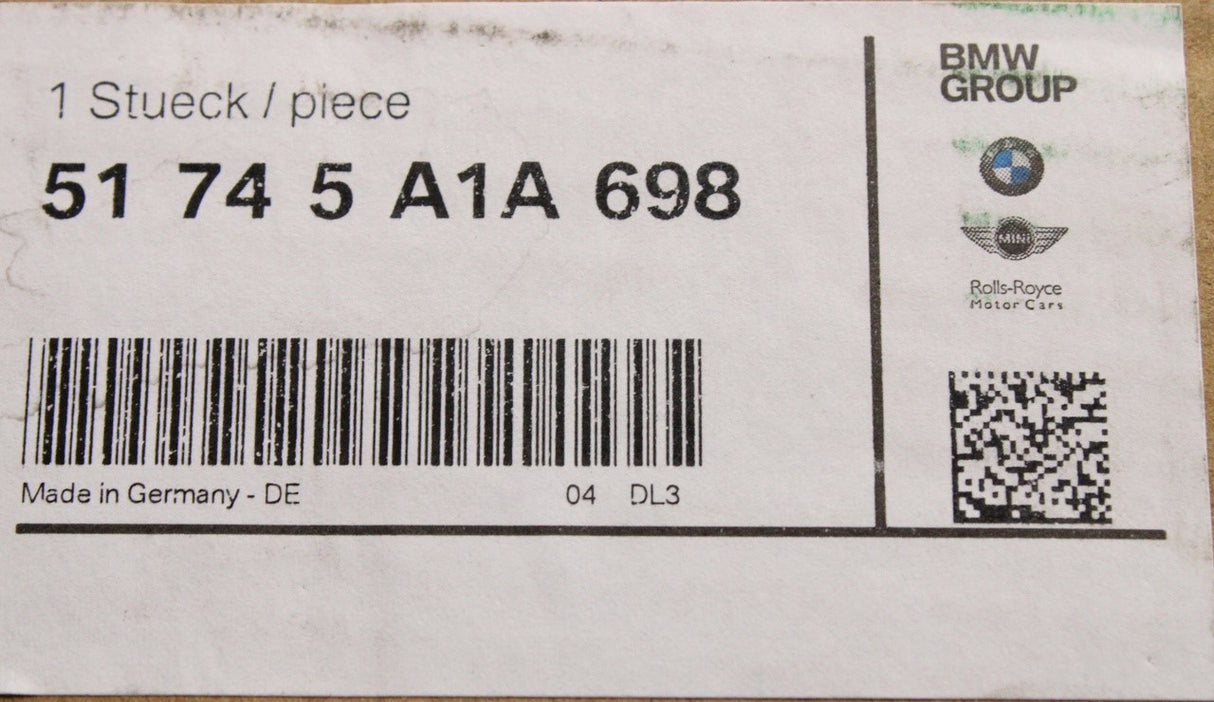 1 Stueck / piece
51 74 5 A1A 698
Made in Germany - DE 04 DL3
BMW
GROUP
BMW
MINI
Rolls-Royce
Motor Cars